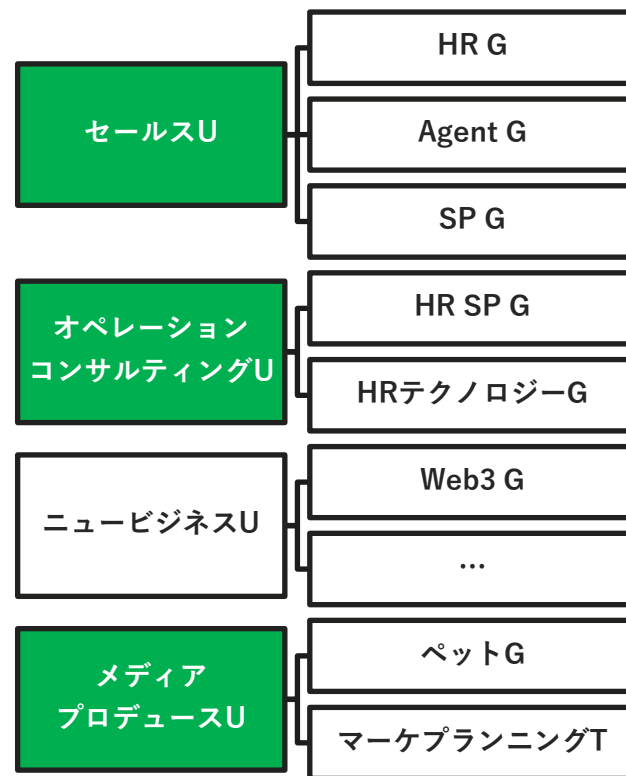 セールスU
HR G
Agent G
SP G
オペレーション
コンサルティングU
HR SP G
HRテクノロジーG
ニュービジネスU
Web3 G
…
メディア
プロデュースU
ペットG
マーケプランニングT